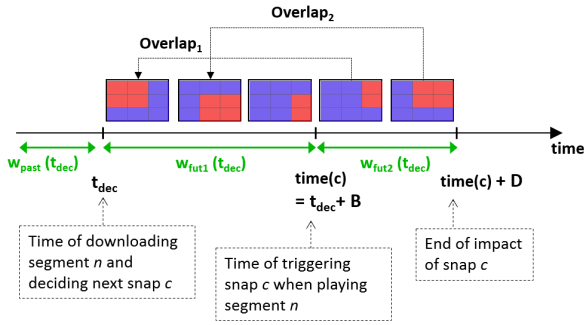 Overlap2
Overlap1
time
wpast (tdec)
wfut1 (tdec)
wfut2 (tdec)
tdec
time(c)
= tdec+ B
time(c) + D
Time of downloading
segment n and
deciding next snap c
Time of triggering
snap c when playing
segment n
End of impact
of snap c